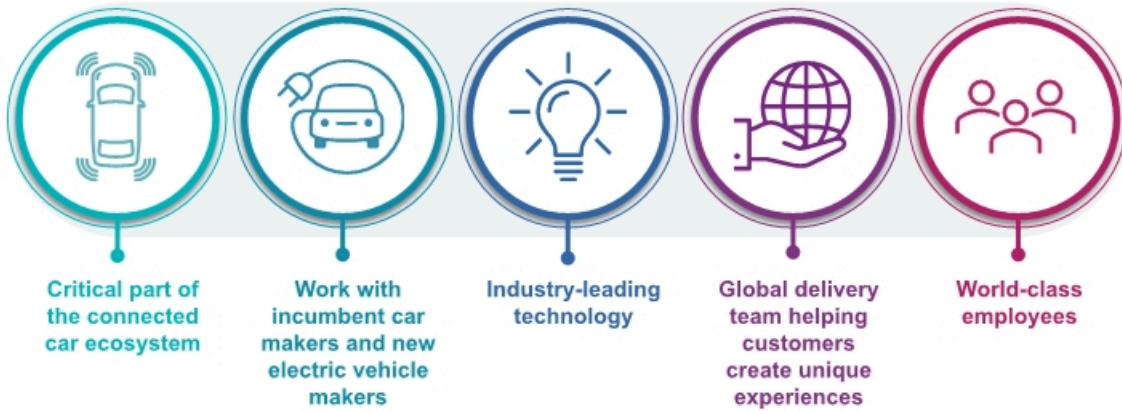 Critical part of
the connected
car ecosystem
Work with
incumbent car
makers and new
electric vehicle
makers
Industry-leading
technology
Global delivery
team helping
customers
create unique
experiences
World-class
employees